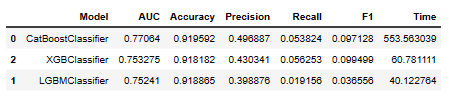 Model AUC Accuracy Precision Recall F1 Time
0 CatBoostClassifier 0.77064 0.919592 0.496887 0.053824 0.097128 553.563039
2 XGBClassifier 0.753275 0.918182 0.430341 0.056253 0.099499 60.781111
1 LGBMClassifier 0.75241 0.918865 0.398876 0.019156 0.036556 40.122764